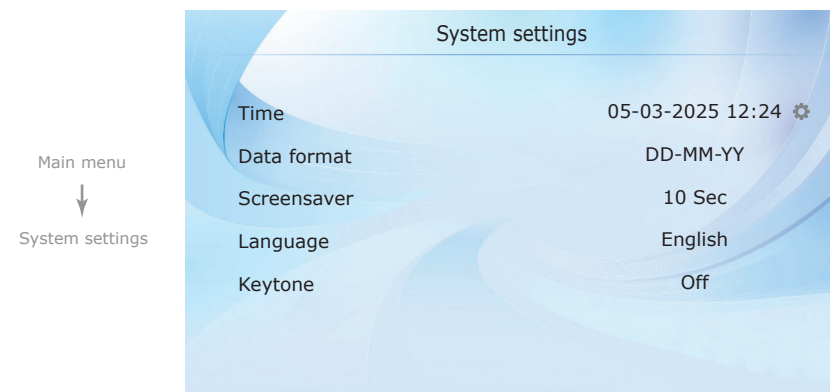 System settings
Time 05-03-2025 12:24
Data format DD-MM-YY
Main menu
Screensaver 10 Sec
System settings
Language English
Keytone Off